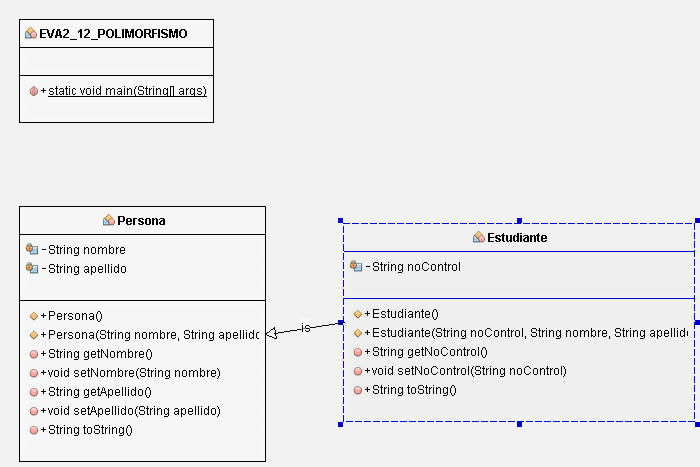 EVA2_12_POLIMORFISMO
+static void main(String[] args)
Persona
-String nombre
-String apellido
+Persona()
+Persona(String nombre, String apellido
+String getNombre()
+void setNombre(String nombre)
+String getApellido()
+void setApellido(String apellido)
+String toString()
is
Estudiante
-String noControl
+Estudiante()
+Estudiante(String noControl, String nombre, String apellido
+String getNoControl()
+void setNoControl(String noControl)
+String toString()